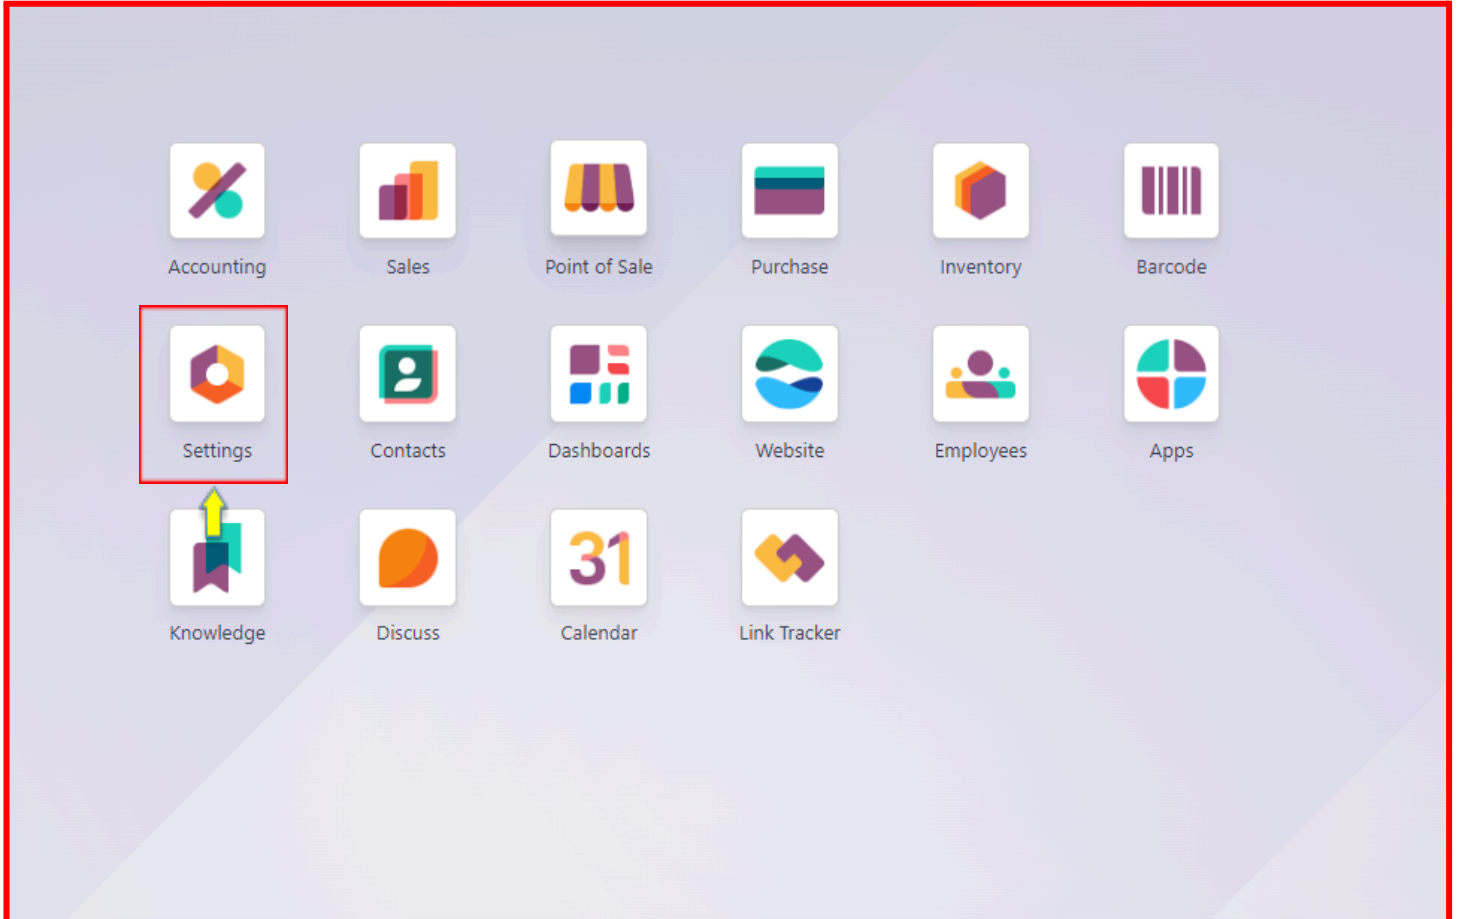 Accounting
Sales
Point of Sale
Purchase
Inventory
Barcode
Settings
Contacts
Dashboards
Website
Employees
Apps
31
Knowledge
Discuss
Calendar
Link Tracker